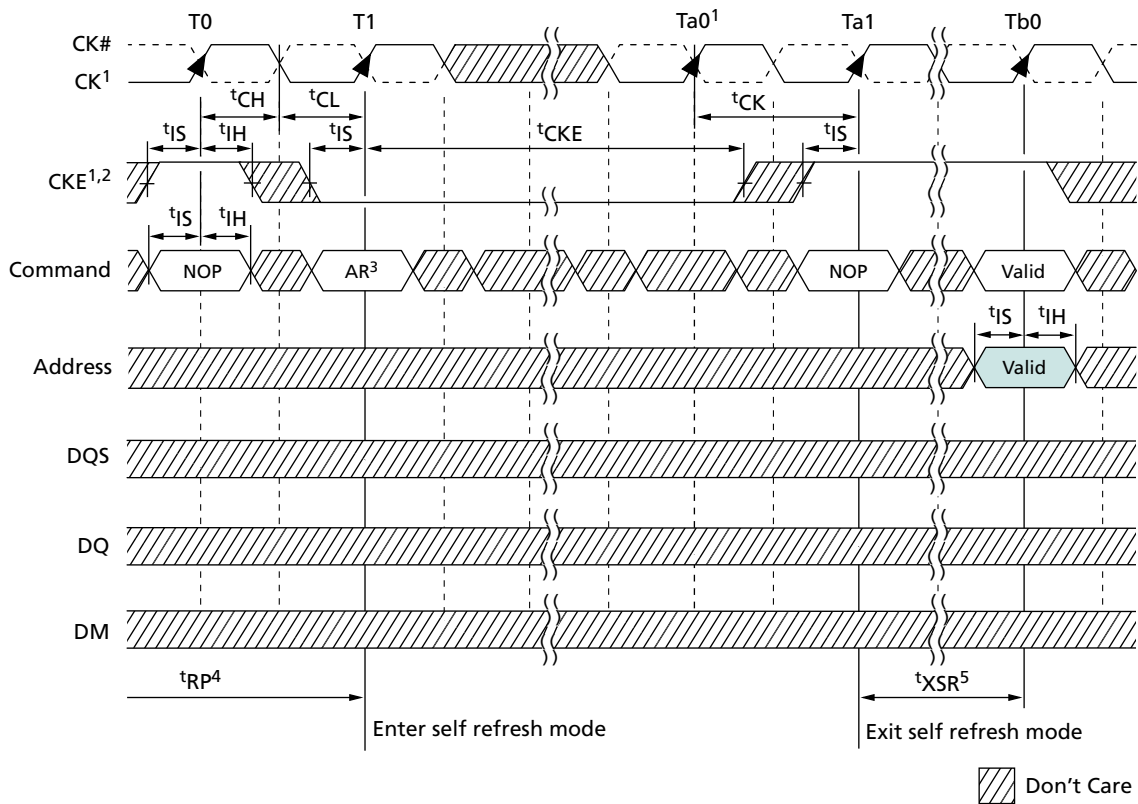 T0 T1 Ta0¹ Ta1 Tb0
CK#
CK¹
ᵗCH ᵗCL ᵗCK
ᵗIS ᵗIH ᵗIS ᵗCKE ᵗIS
CKE¹,²
ᵗIS ᵗIH
Command NOP AR³ NOP Valid
ᵗIS ᵗIH
Address Valid
DQS
DQ
DM
ᵗRP⁴ ᵗXSR⁵
Enter self refresh mode Exit self refresh mode
Don't Care